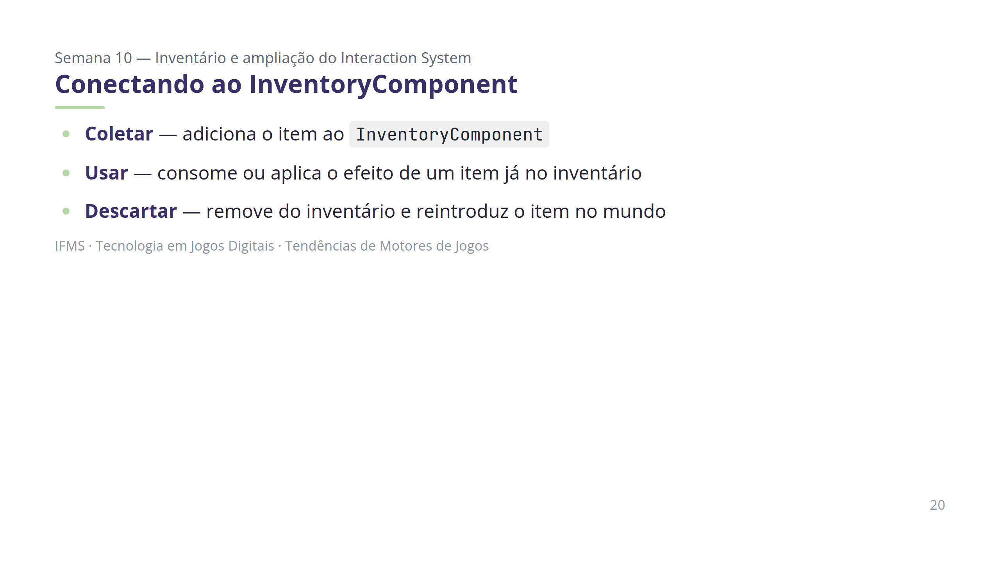 Semana 10 — Inventário e ampliação do Interaction System
Conectando ao InventoryComponent
Coletar — adiciona o item ao InventoryComponent
Usar — consome ou aplica o efeito de um item já no inventário
Descartar — remove do inventário e reintroduz o item no mundo
IFMS · Tecnologia em Jogos Digitais · Tendências de Motores de Jogos
20